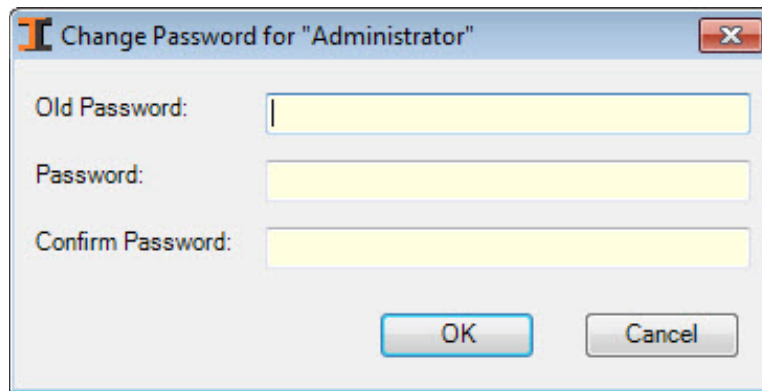 Change Password for "Administrator"
Old Password:
Password:
Confirm Password:
OK Cancel